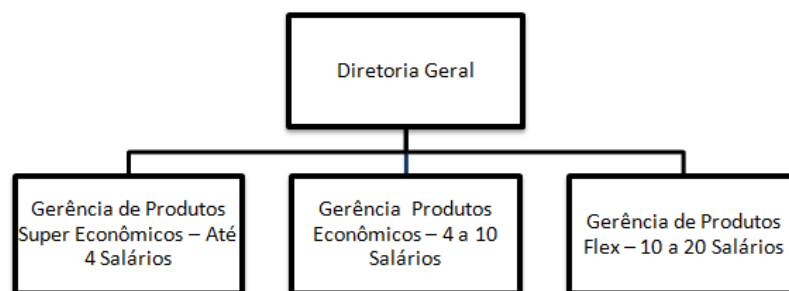 Diretoria Geral
Gerência de Produtos
Super Econômicos – Até
4 Salários
Gerência Produtos
Econômicos – 4 a 10
Salários
Gerência de Produtos
Flex – 10 a 20 Salários